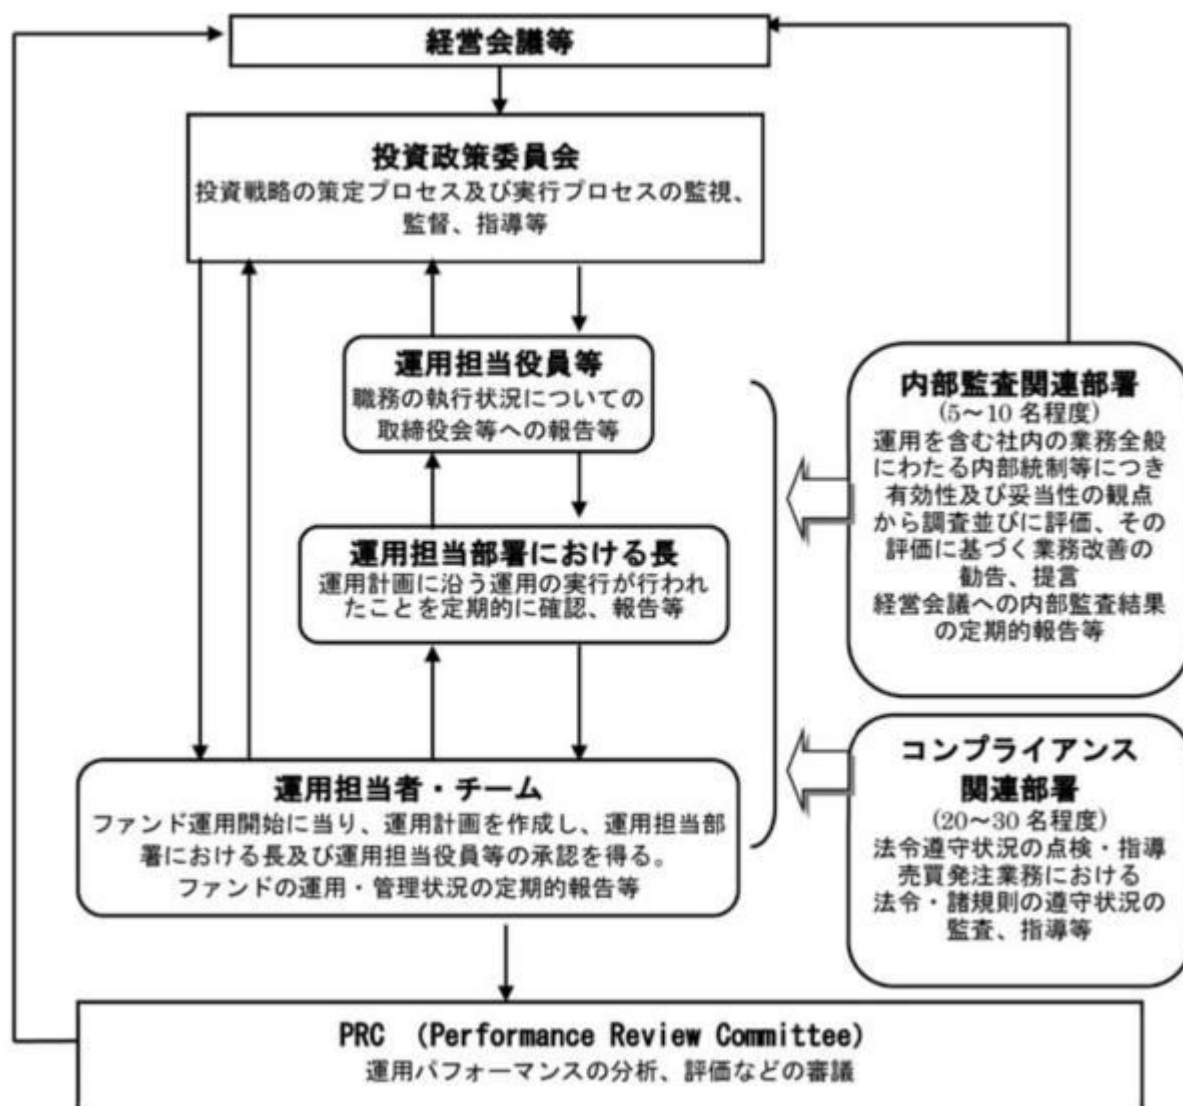 経営会議等
投資政策委員会
投資戦略の策定プロセス及び実行プロセスの監視、
監督、指導等
運用担当役員等
職務の執行状況についての
取締役会等への報告等
運用担当部署における長
運用計画に沿う運用の実行が行われ
たことを定期的に確認、報告等
運用担当者・チーム
ファンド運用開始に当り、運用計画を作成し、運用担当部
署における長及び運用担当役員等の承認を得る。
ファンドの運用・管理状況の定期的報告等
内部監査関連部署
(5～10 名程度)
運用を含む社内の業務全般
にわたる内部統制等につき
有効性及び妥当性の観点
から調査並びに評価、その
評価に基づく業務改善の
勧告、提言
経営会議への内部監査結果
の定期的報告等
コンプライアンス
関連部署
(20～30 名程度)
法令遵守状況の点検・指導
売買発注業務における
法令・諸規則の遵守状況の
監査、指導等
PRC （Performance Review Committee)
運用パフォーマンスの分析、評価などの審議